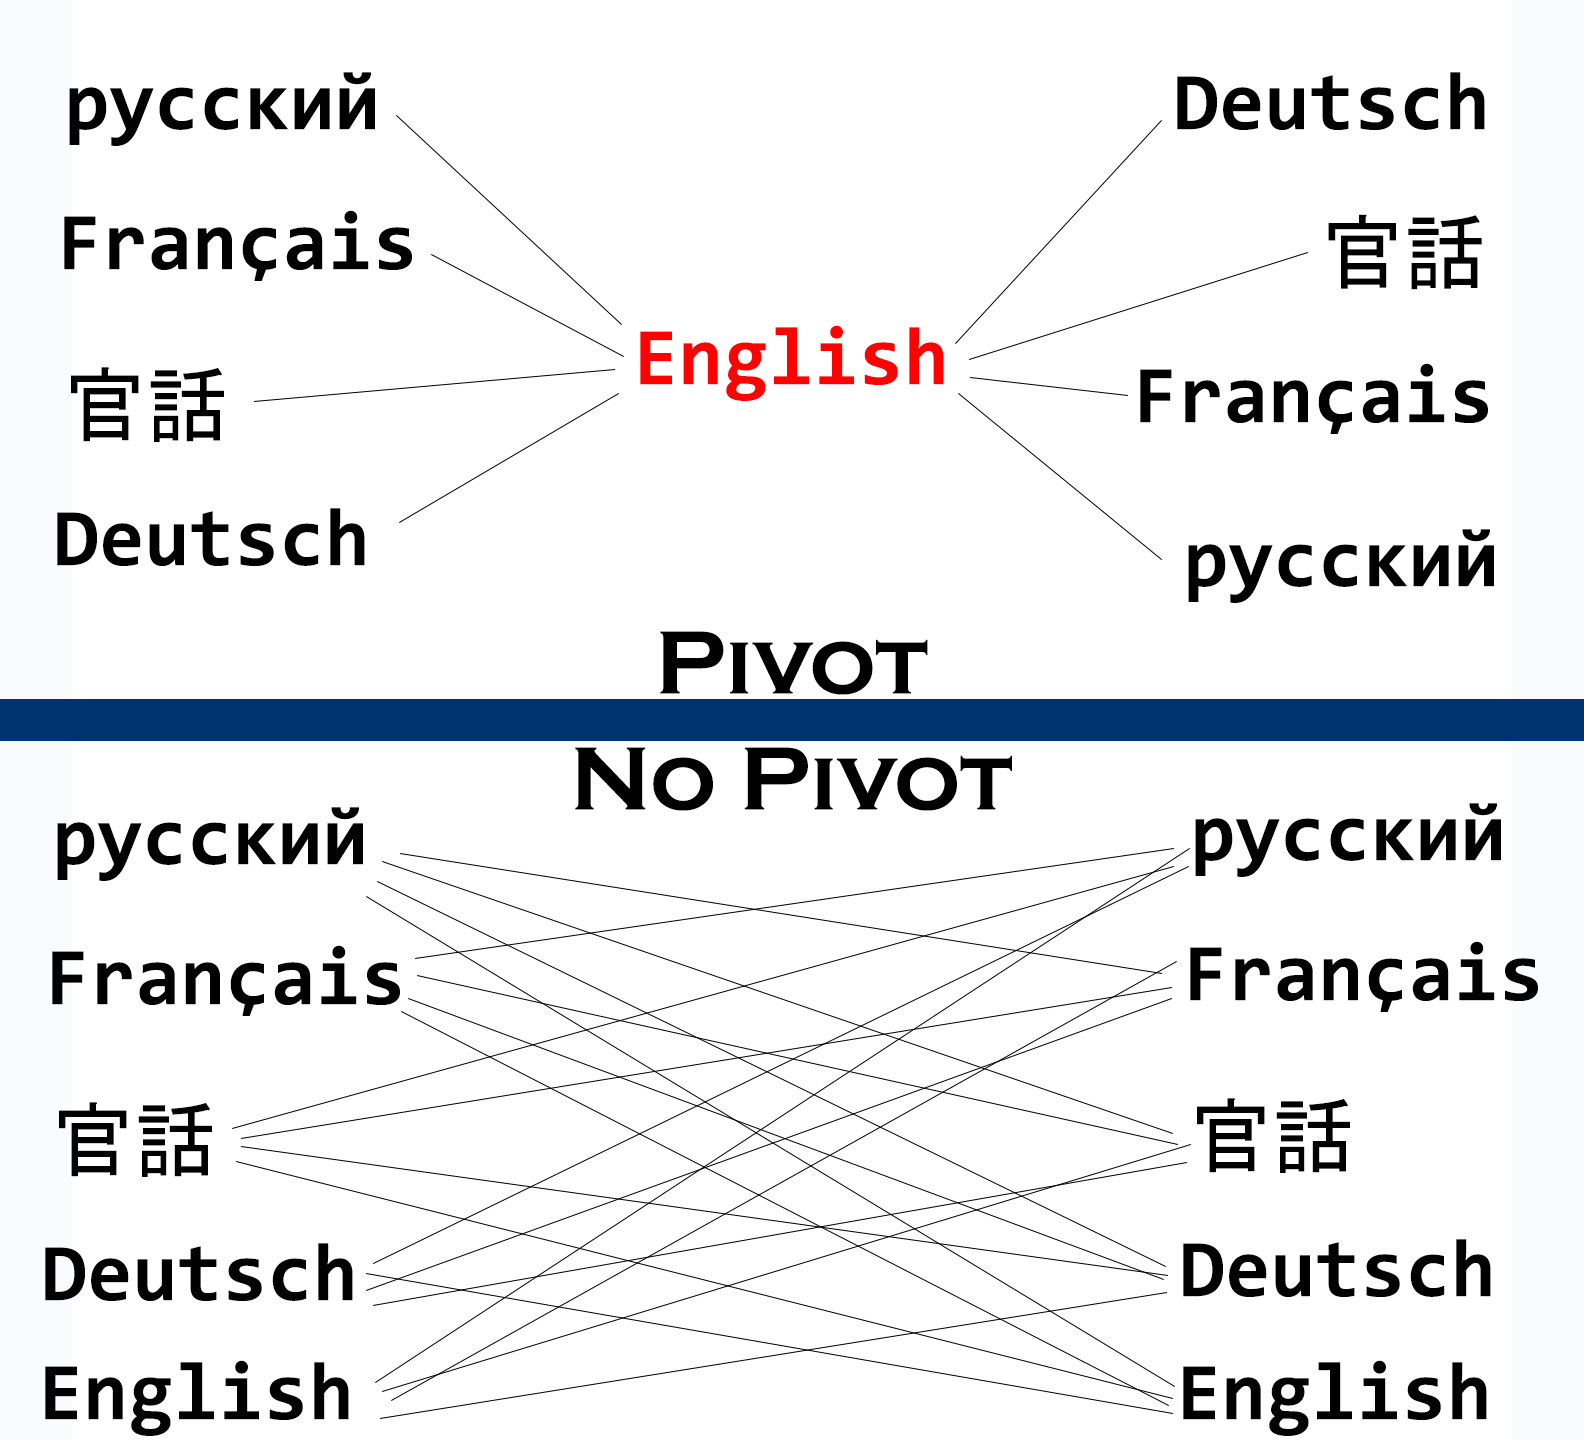 русский
Deutsch
Français
官話
English
官話
Français
Deutsch
русский
Pivot
No Pivot
русский
русский
Français
Français
官話
官話
Deutsch
Deutsch
English
English